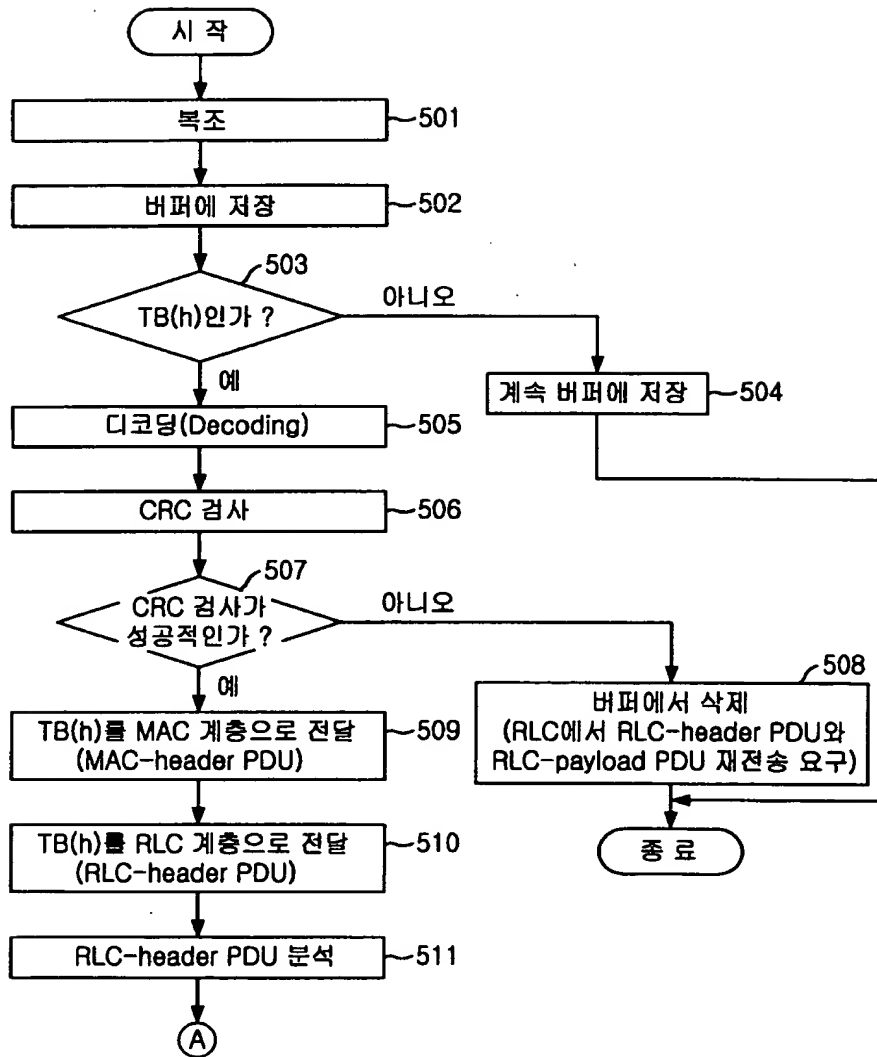 시 작
복조
501
버퍼에 저장
502
503
TB(h)인가 ?
아니오
예
계속 버퍼에 저장
504
디코딩(Decoding)
505
CRC 검사
506
507
CRC 검사가
성공적인가 ?
아니오
예
508
버퍼에서 삭제
(RLC에서 RLC-header PDU와
RLC-payload PDU 재전송 요구)
TB(h)를 MAC 계층으로 전달
(MAC-header PDU)
509
TB(h)를 RLC 계층으로 전달
(RLC-header PDU)
510
종 료
RLC-header PDU 분석
511
A